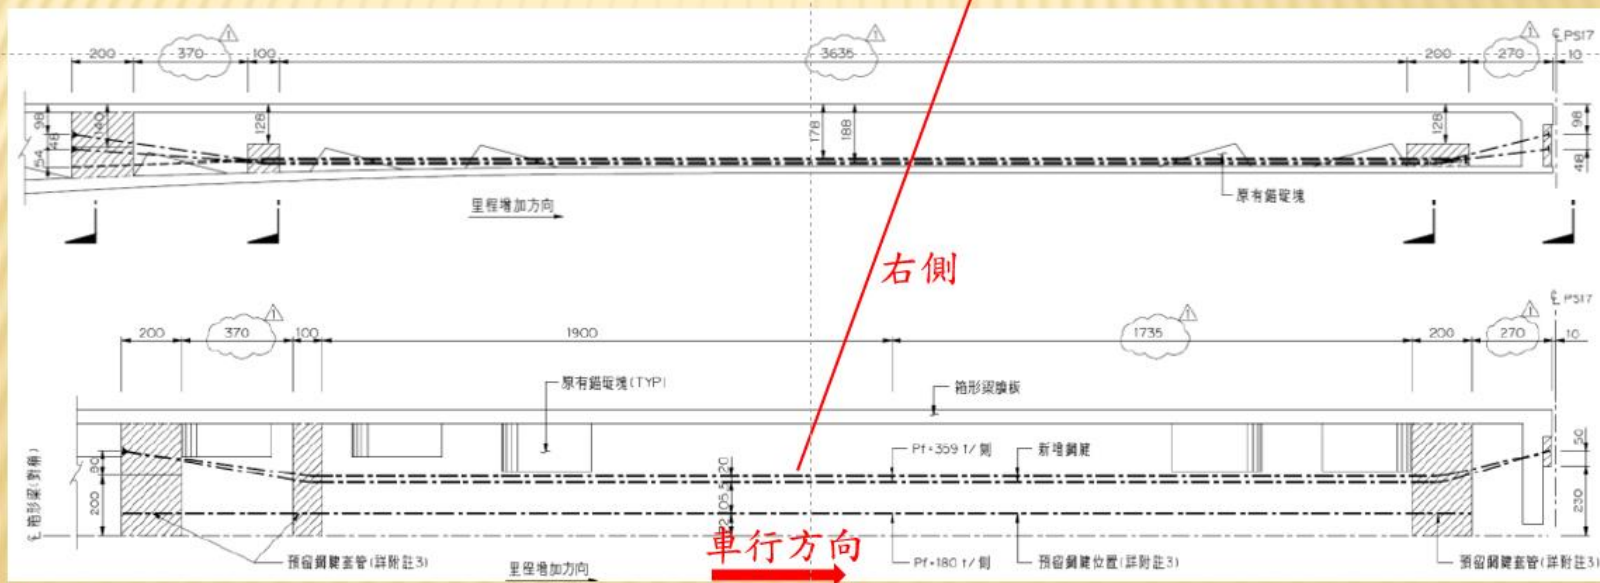 200 370 100 3635 200 270 10
℄ PS17
98 48 54 140 128 178 188 128 98 48
原有錨碇塊
里程增加方向
右側
℄ PS17
200 370 100 1900 1735 200 270 10
原有錨碇塊(TYP)
箱形梁腹板
Pf=359 t/側
新增鋼腱
℄ 箱形梁(對稱)
90 200 20 50 230
車行方向
Pf=180 t/側
預留鋼腱位置(詳附註3)
預留鋼腱套管(詳附註3)
預留鋼腱套管(詳附註3)
里程增加方向